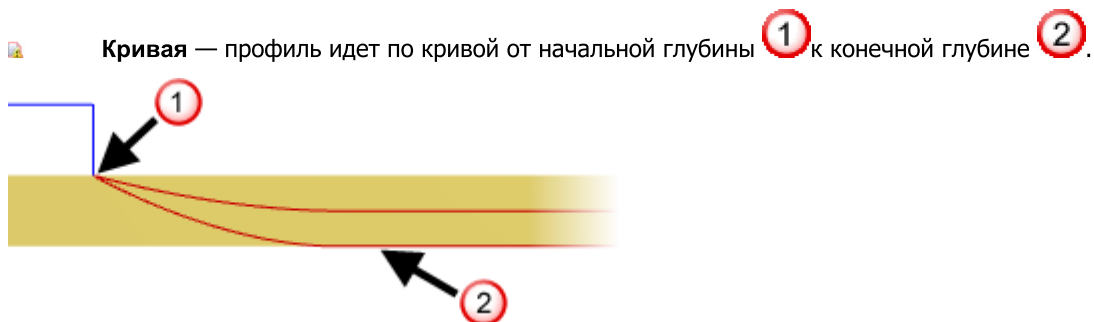 Кривая — профиль идет по кривой от начальной глубины 1 к конечной глубине 2.
1
2